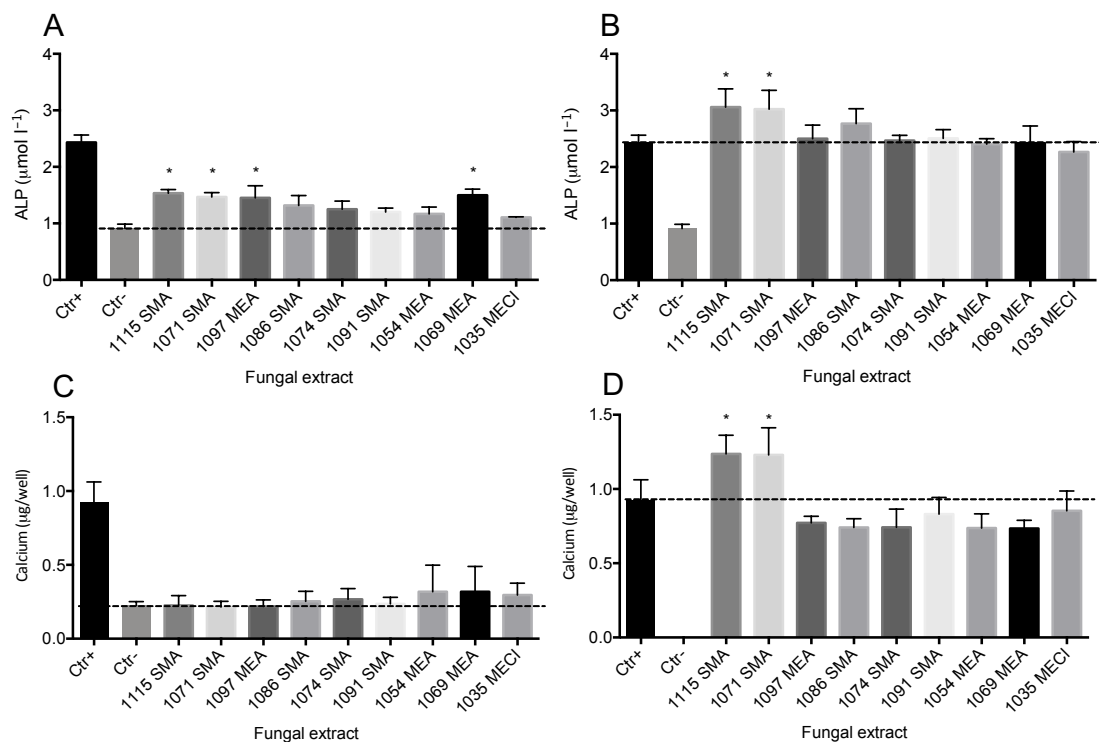 A
ALP (μmol l⁻¹)
4
3
2
1
0
* * * *
Ctr+
Ctr-
1115 SMA
1071 SMA
1097 MEA
1086 SMA
1074 SMA
1091 SMA
1054 MEA
1069 MEA
1035 MECI
Fungal extract
B
ALP (μmol l⁻¹)
4
3
2
1
0
* *
Ctr+
Ctr-
1115 SMA
1071 SMA
1097 MEA
1086 SMA
1074 SMA
1091 SMA
1054 MEA
1069 MEA
1035 MECI
Fungal extract
C
Calcium (μg/well)
1.5
1.0
0.5
0.0
Ctr+
Ctr-
1115 SMA
1071 SMA
1097 MEA
1086 SMA
1074 SMA
1091 SMA
1054 MEA
1069 MEA
1035 MECI
Fungal extract
D
Calcium (μg/well)
1.5
1.0
0.5
0.0
* *
Ctr+
Ctr-
1115 SMA
1071 SMA
1097 MEA
1086 SMA
1074 SMA
1091 SMA
1054 MEA
1069 MEA
1035 MECI
Fungal extract